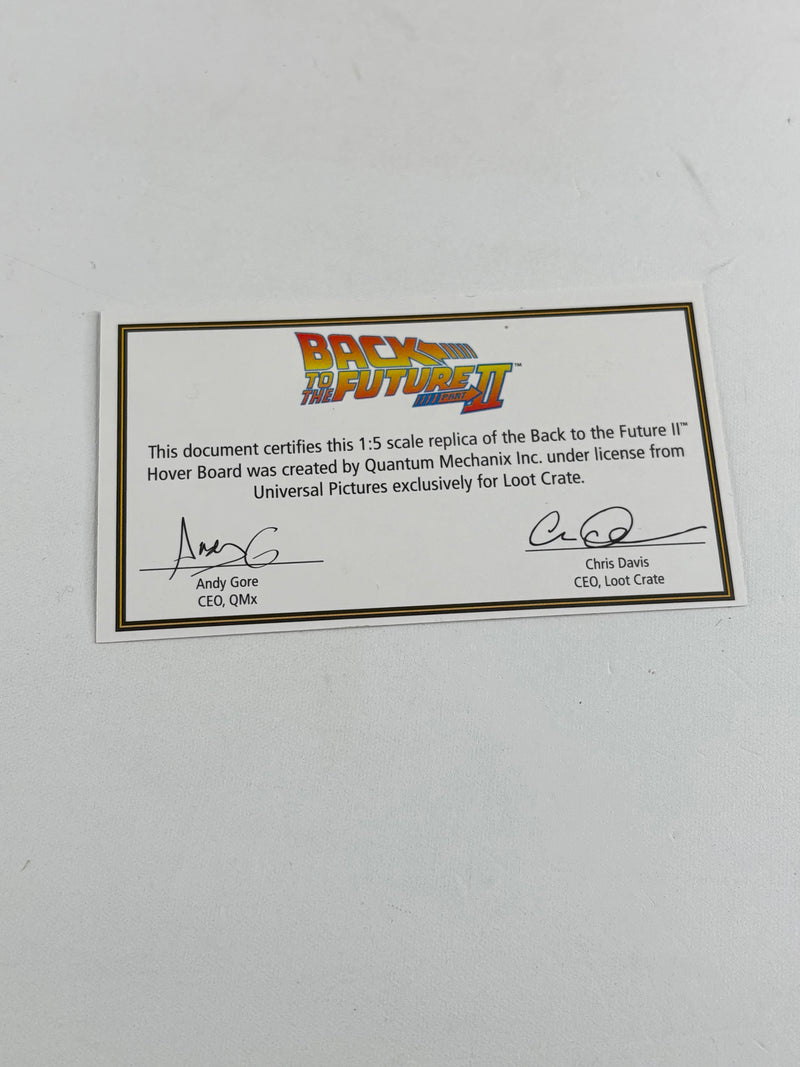 BACK
TO THE FUTURE PART II™
This document certifies this 1:5 scale replica of the Back to the Future II™
Hover Board was created by Quantum Mechanix Inc. under license from
Universal Pictures exclusively for Loot Crate.
Andy G
Andy Gore
CEO, QMx
Chris Davis
CEO, Loot Crate